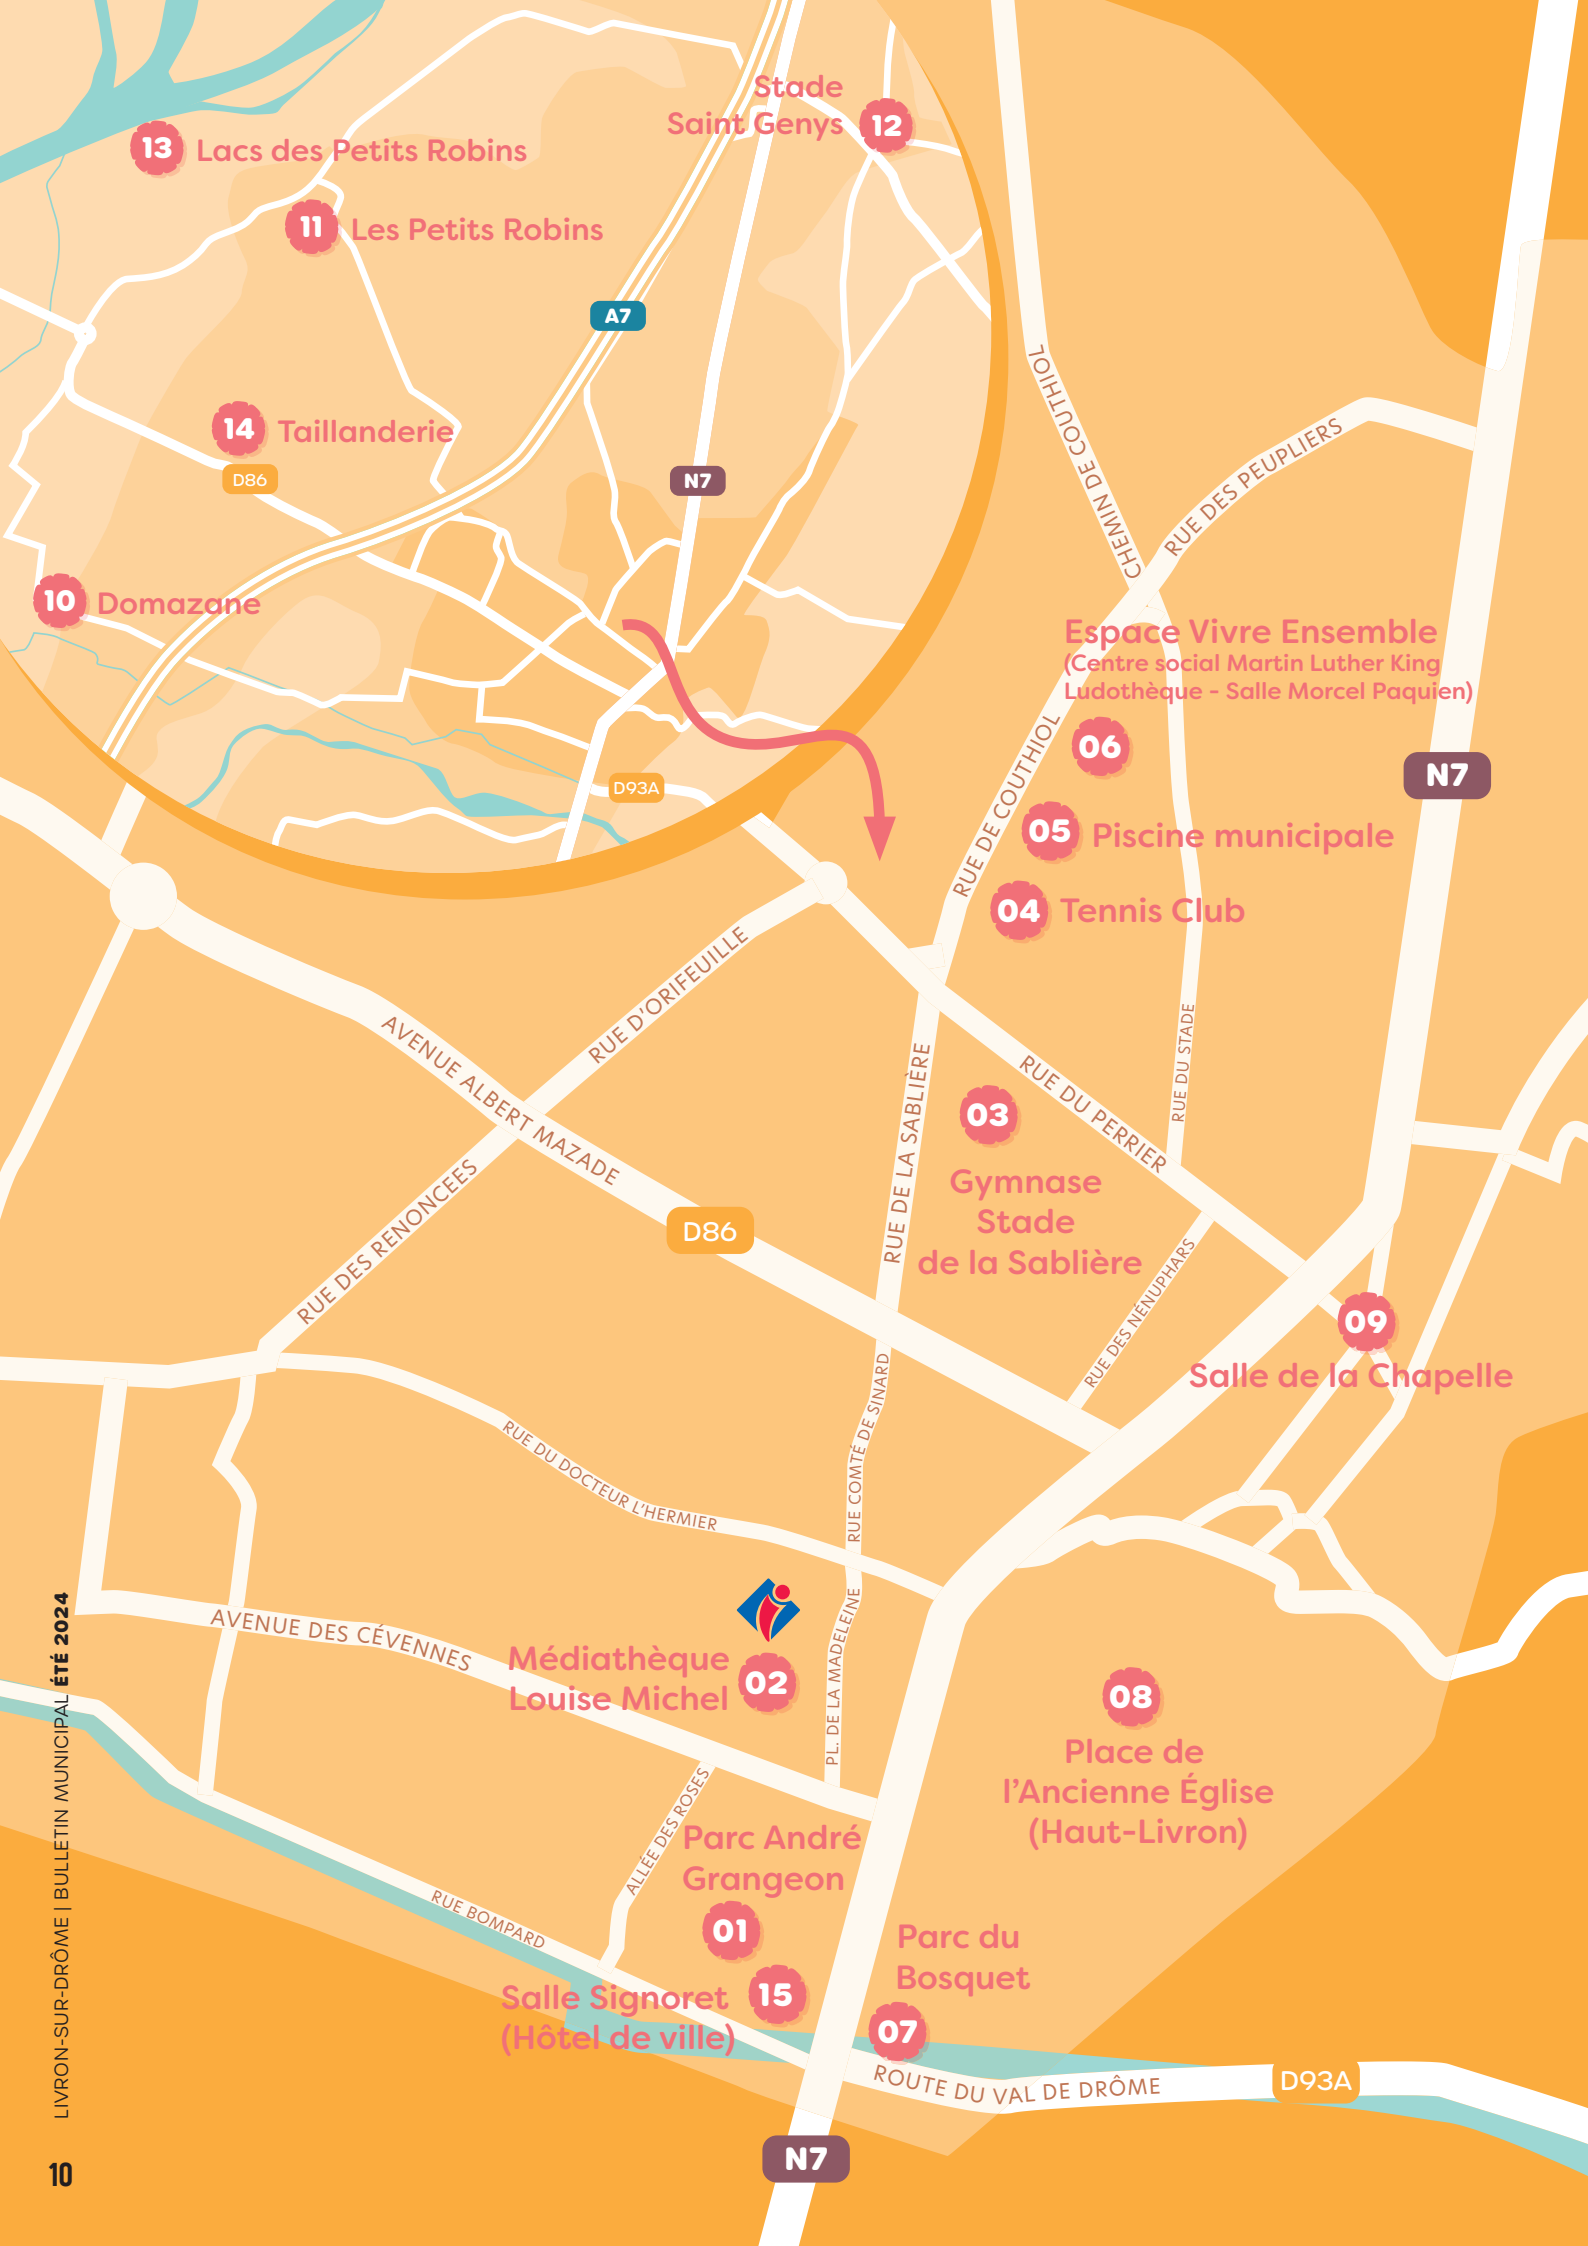 Stade
Saint Genys
12
13
Lacs des Petits Robins
11
Les Petits Robins
A7
14
Taillanderie
D86
N7
10
Domazane
D93A
CHEMIN DE COUTHIOL
RUE DES PEUPLIERS
Espace Vivre Ensemble
(Centre social Martin Luther King
Ludothèque - Salle Morcel Paquien)
06
N7
RUE DE COUTHIOL
05
Piscine municipale
04
Tennis Club
RUE D'ORIFEUILLE
AVENUE ALBERT MAZADE
RUE DE LA SABLIÈRE
RUE DU PERRIER
RUE DU STADE
03
Gymnase
Stade
de la Sablière
RUE DES RENONCEES
D86
RUE DES NÉNUPHARS
09
Salle de la Chapelle
RUE COMTÉ DE SINARD
RUE DU DOCTEUR L'HERMIER
AVENUE DES CÉVENNES
Médiathèque
Louise Michel
02
PL. DE LA MADELEINE
08
Place de
l'Ancienne Église
(Haut-Livron)
ALLÉE DES ROSES
Parc André
Grangeon
01
RUE BOMPARD
Salle Signoret
(Hôtel de ville)
15
Parc du
Bosquet
07
ROUTE DU VAL DE DRÔME
D93A
N7
LIVRON-SUR-DRÔME | BULLETIN MUNICIPAL ÉTÉ 2024
10